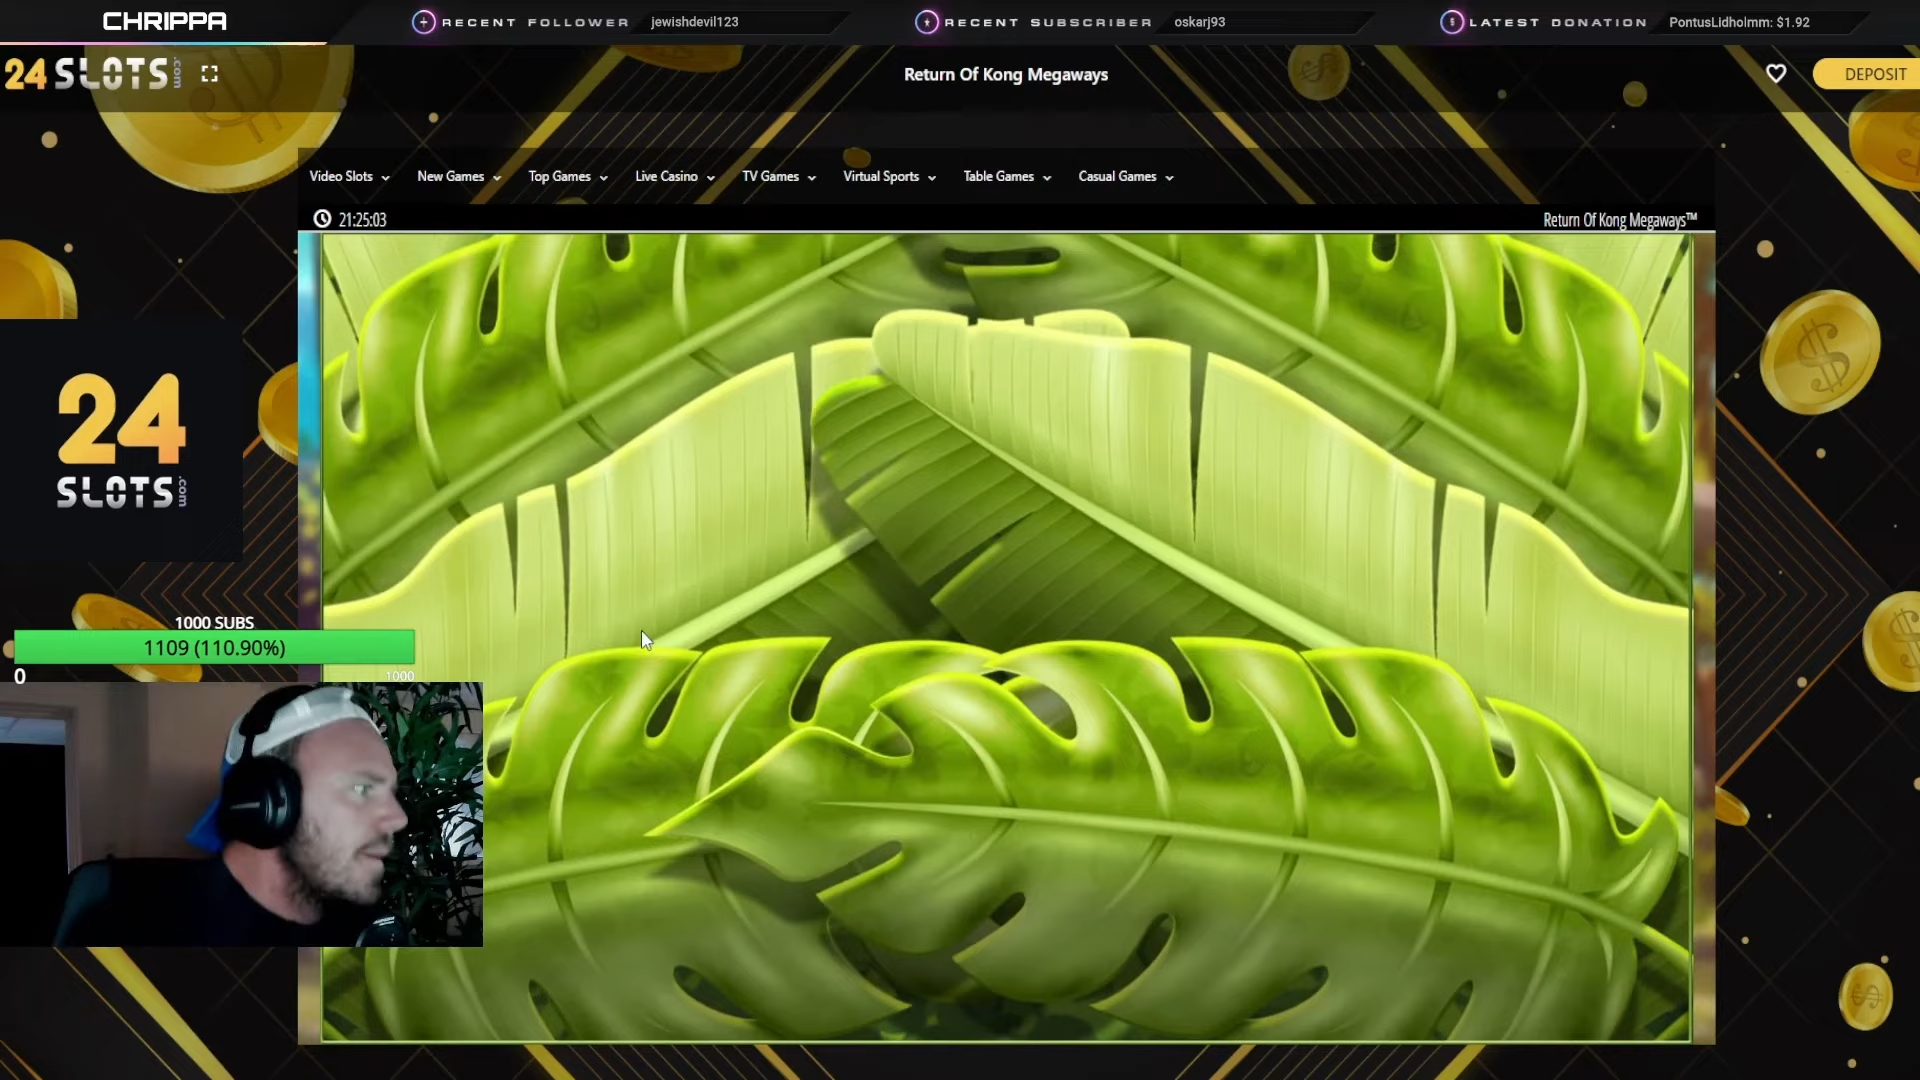 CHRIPPA
RECENT FOLLOWER jewishdevil123
RECENT SUBSCRIBER oskarj93
LATEST DONATION PontusLidholmm: $1.92
24 SLOTS.com
Return Of Kong Megaways
DEPOSIT
Video Slots
New Games
Top Games
Live Casino
TV Games
Virtual Sports
Table Games
Casual Games
21:25:03
Return Of Kong Megaways™
24
SLOTS.com
1000 SUBS
1109 (110.90%)
0
1000